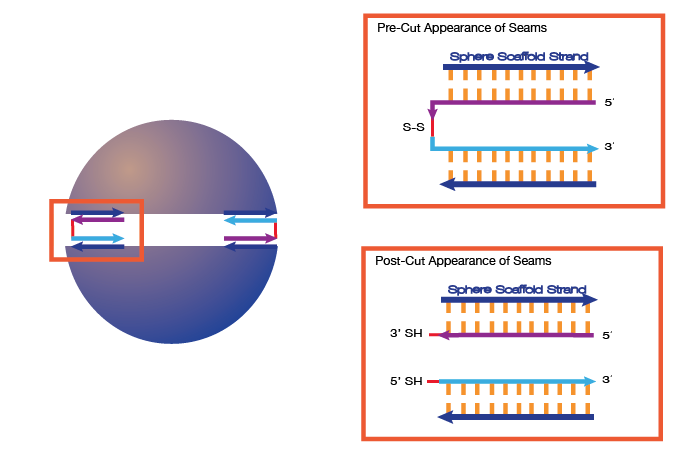 Pre-Cut Appearance of Seams
Sphere Scaffold Strand
5'
S-S
3'
Post-Cut Appearance of Seams
Sphere Scaffold Strand
3' SH
5'
5' SH
3'